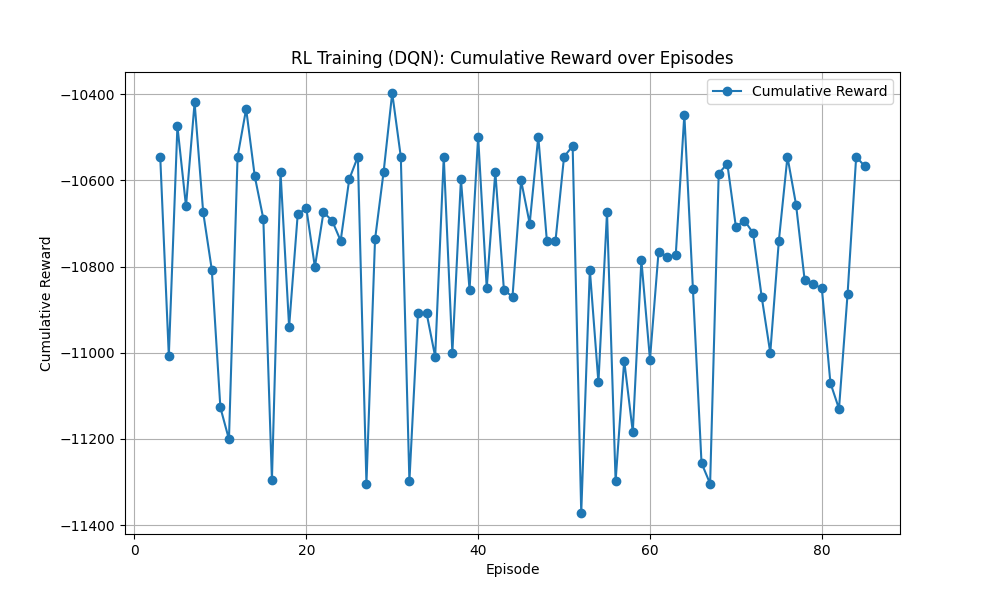 RL Training (DQN): Cumulative Reward over Episodes
Cumulative Reward
−10400
−10600
−10800
−11000
−11200
−11400
Cumulative Reward
0
20
40
60
80
Episode